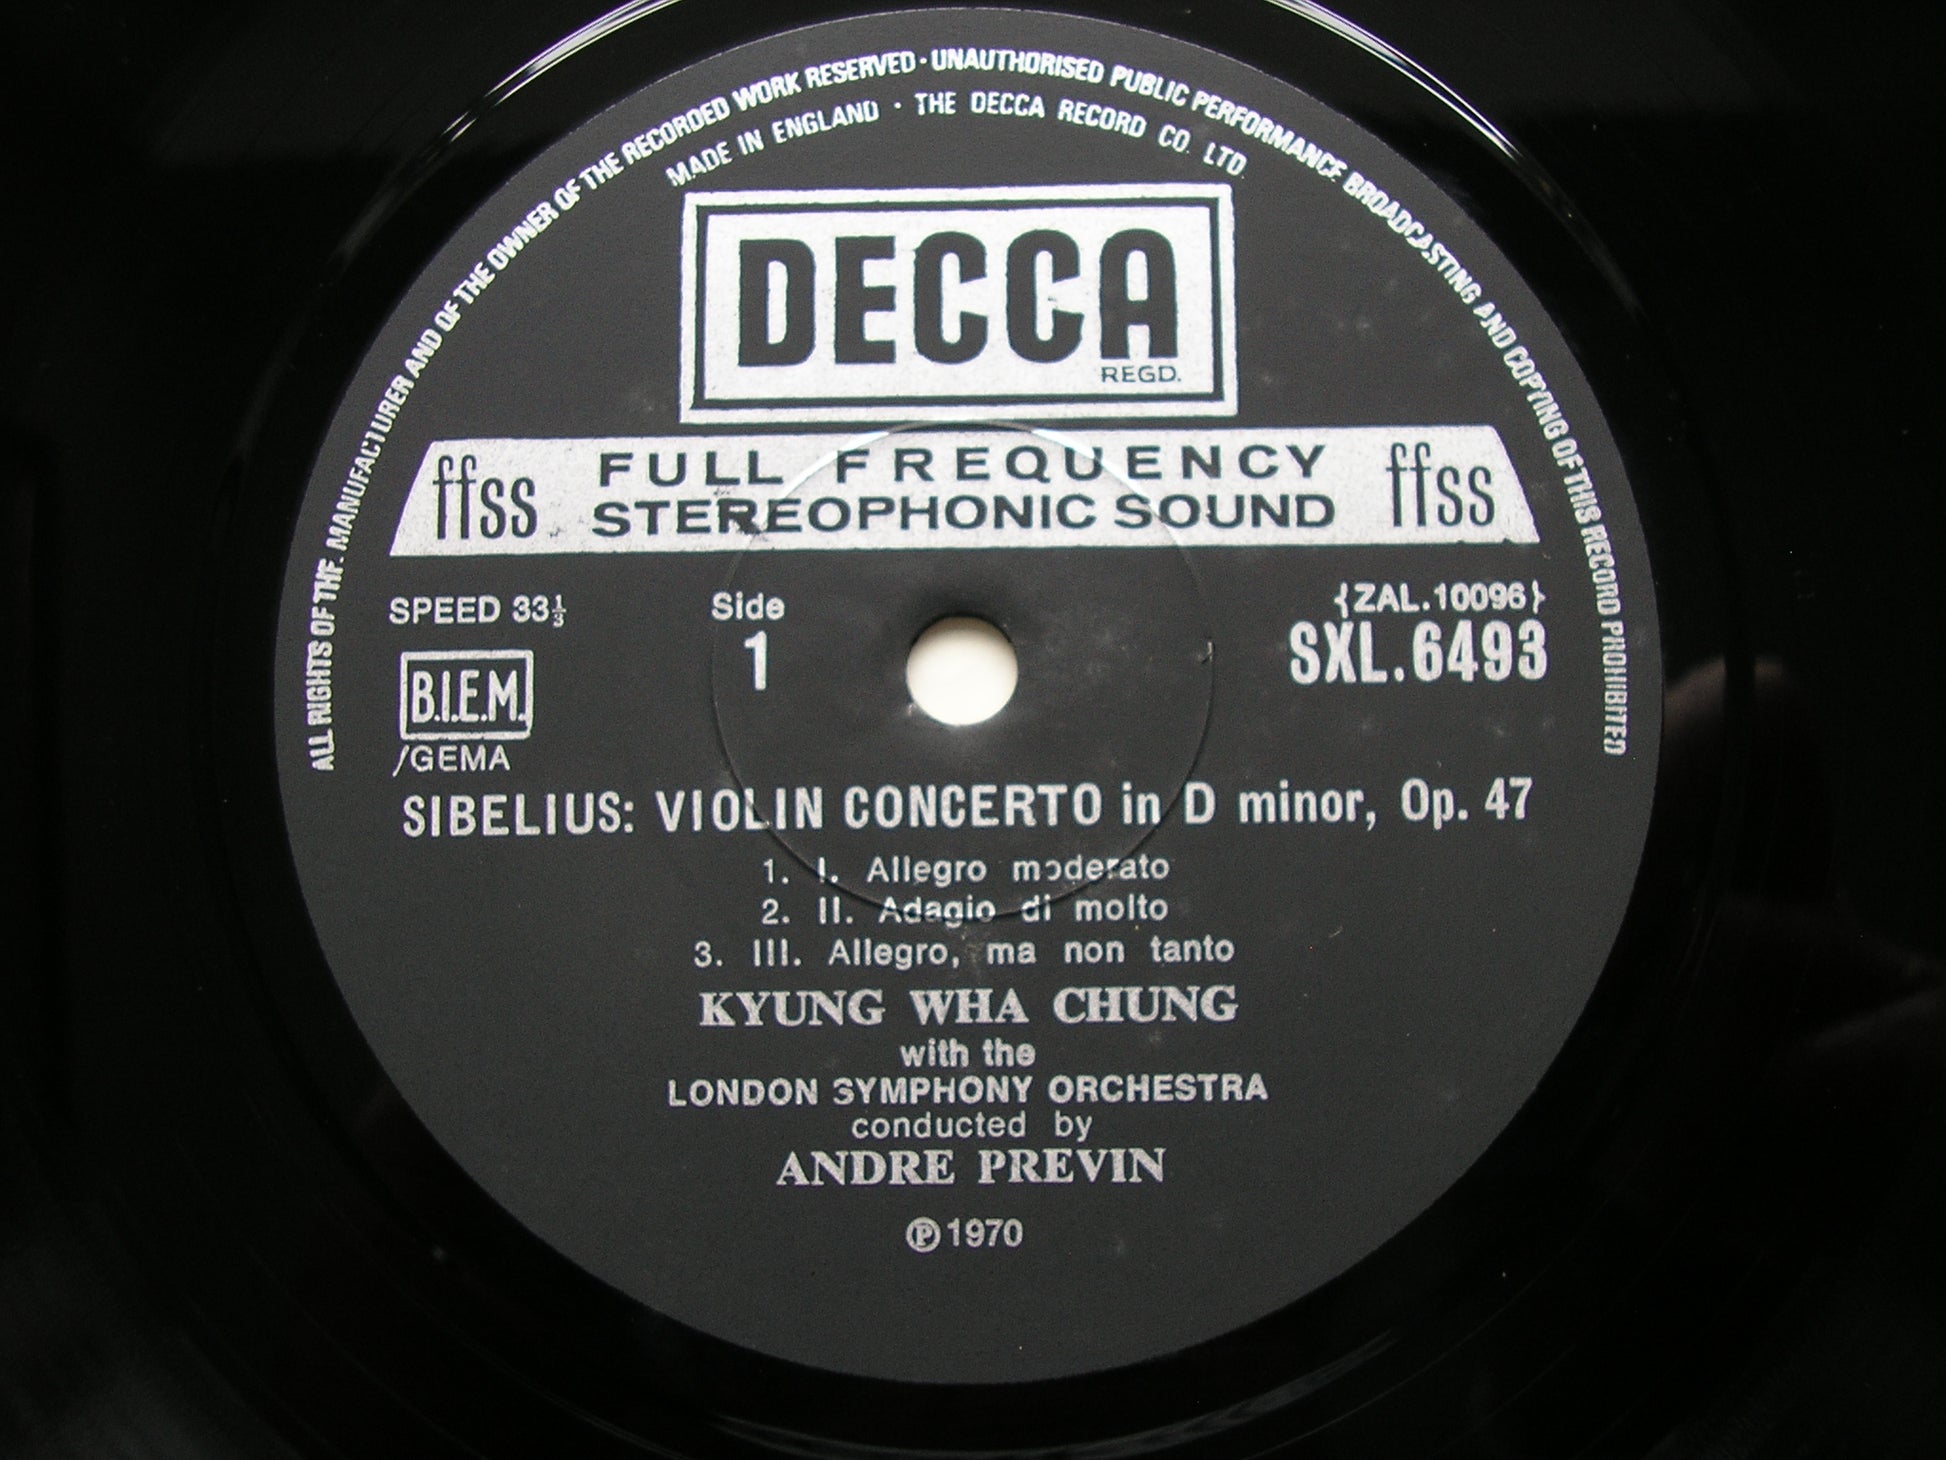 ALL RIGHTS OF THE MANUFACTURER AND OF THE OWNER OF THE RECORDED WORK RESERVED · UNAUTHORISED PUBLIC PERFORMANCE BROADCASTING AND COPYING OF THIS RECORD PROHIBITED
MADE IN ENGLAND · THE DECCA RECORD CO. LTD.
DECCA
REGD.
ffss FULL FREQUENCY ffss
STEREOPHONIC SOUND
SPEED 33⅓
Side
1
{ZAL.10096}
SXL.6493
B.I.E.M.
/GEMA
SIBELIUS: VIOLIN CONCERTO in D minor, Op. 47
1. I. Allegro moderato
2. II. Adagio di molto
3. III. Allegro, ma non tanto
KYUNG WHA CHUNG
with the
LONDON SYMPHONY ORCHESTRA
conducted by
ANDRE PREVIN
℗1970